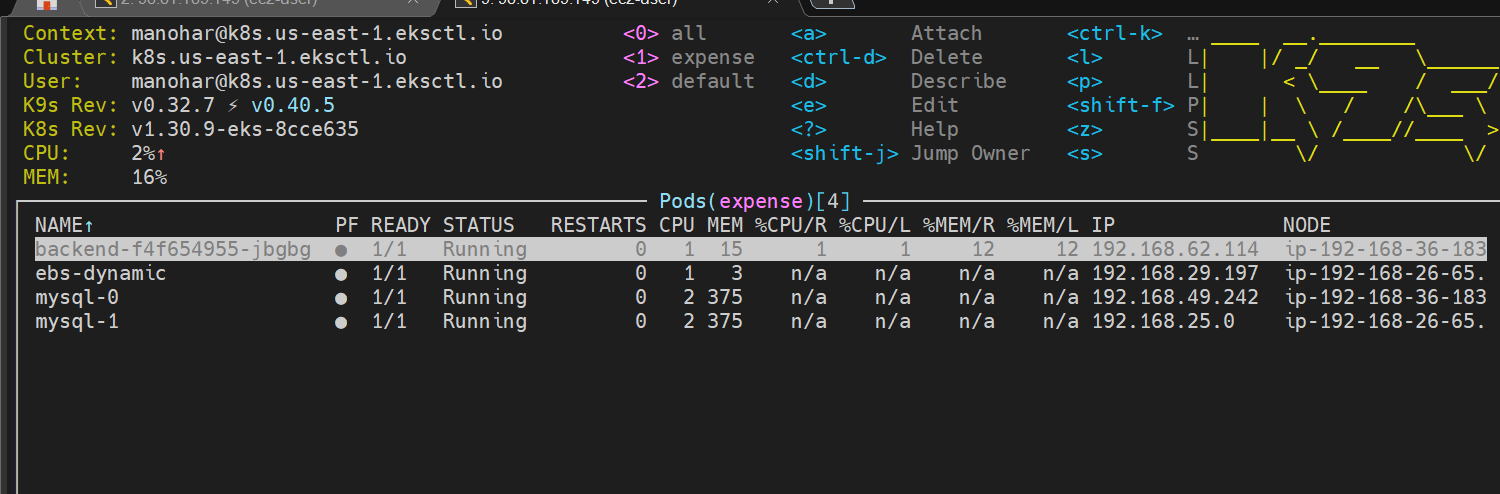 2. 98.81.189.149 (ec2-user) × 9. 98.81.189.149 (ec2-user) × +
Context: manohar@k8s.us-east-1.eksctl.io <0> all <a> Attach <ctrl-k> …
Cluster: k8s.us-east-1.eksctl.io <1> expense <ctrl-d> Delete <l> L
User: manohar@k8s.us-east-1.eksctl.io <2> default <d> Describe <p> L
K9s Rev: v0.32.7 ⚡ v0.40.5 <e> Edit <shift-f> P
K8s Rev: v1.30.9-eks-8cce635 <?> Help <z> S
CPU: 2%↑ <shift-j> Jump Owner <s> S
MEM: 16%
Pods(expense)[4]
NAME↑ PF READY STATUS RESTARTS CPU MEM %CPU/R %CPU/L %MEM/R %MEM/L IP NODE
backend-f4f654955-jbgbg ● 1/1 Running 0 1 15 1 1 12 12 192.168.62.114 ip-192-168-36-183
ebs-dynamic ● 1/1 Running 0 1 3 n/a n/a n/a n/a 192.168.29.197 ip-192-168-26-65.
mysql-0 ● 1/1 Running 0 2 375 n/a n/a n/a n/a 192.168.49.242 ip-192-168-36-183
mysql-1 ● 1/1 Running 0 2 375 n/a n/a n/a n/a 192.168.25.0 ip-192-168-26-65.